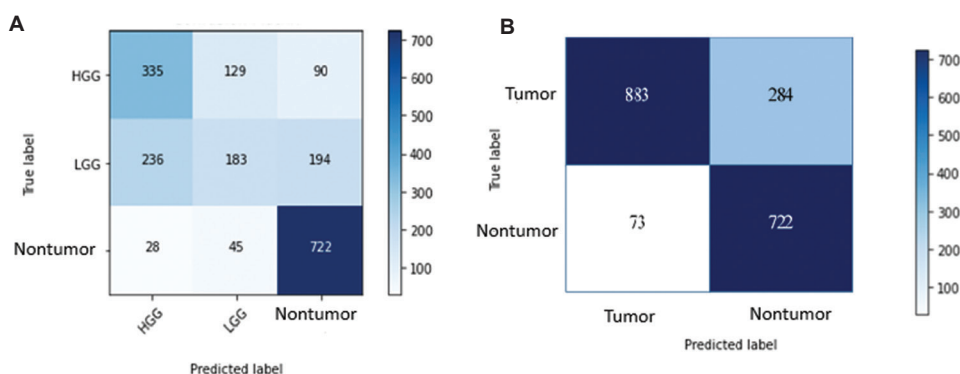 A
HGG 335 129 90
LGG 236 183 194
Nontumor 28 45 722
HGG LGG Nontumor
True label
Predicted label
700
600
500
400
300
200
100
B
Tumor 883 284
Nontumor 73 722
Tumor Nontumor
True label
Predicted label
700
600
500
400
300
200
100